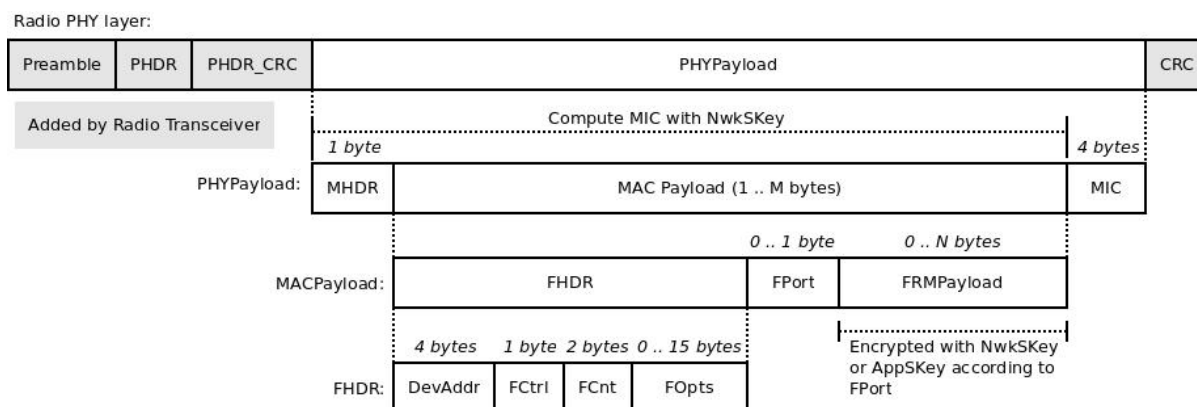 Radio PHY layer:
Preamble PHDR PHDR_CRC PHYPayload CRC
Added by Radio Transceiver
Compute MIC with NwkSKey
1 byte 4 bytes
PHYPayload: MHDR MAC Payload (1 .. M bytes) MIC
0 .. 1 byte 0 .. N bytes
MACPayload: FHDR FPort FRMPayload
4 bytes 1 byte 2 bytes 0 .. 15 bytes
FHDR: DevAddr FCtrl FCnt FOpts
Encrypted with NwkSKey
or AppSKey according to
FPort